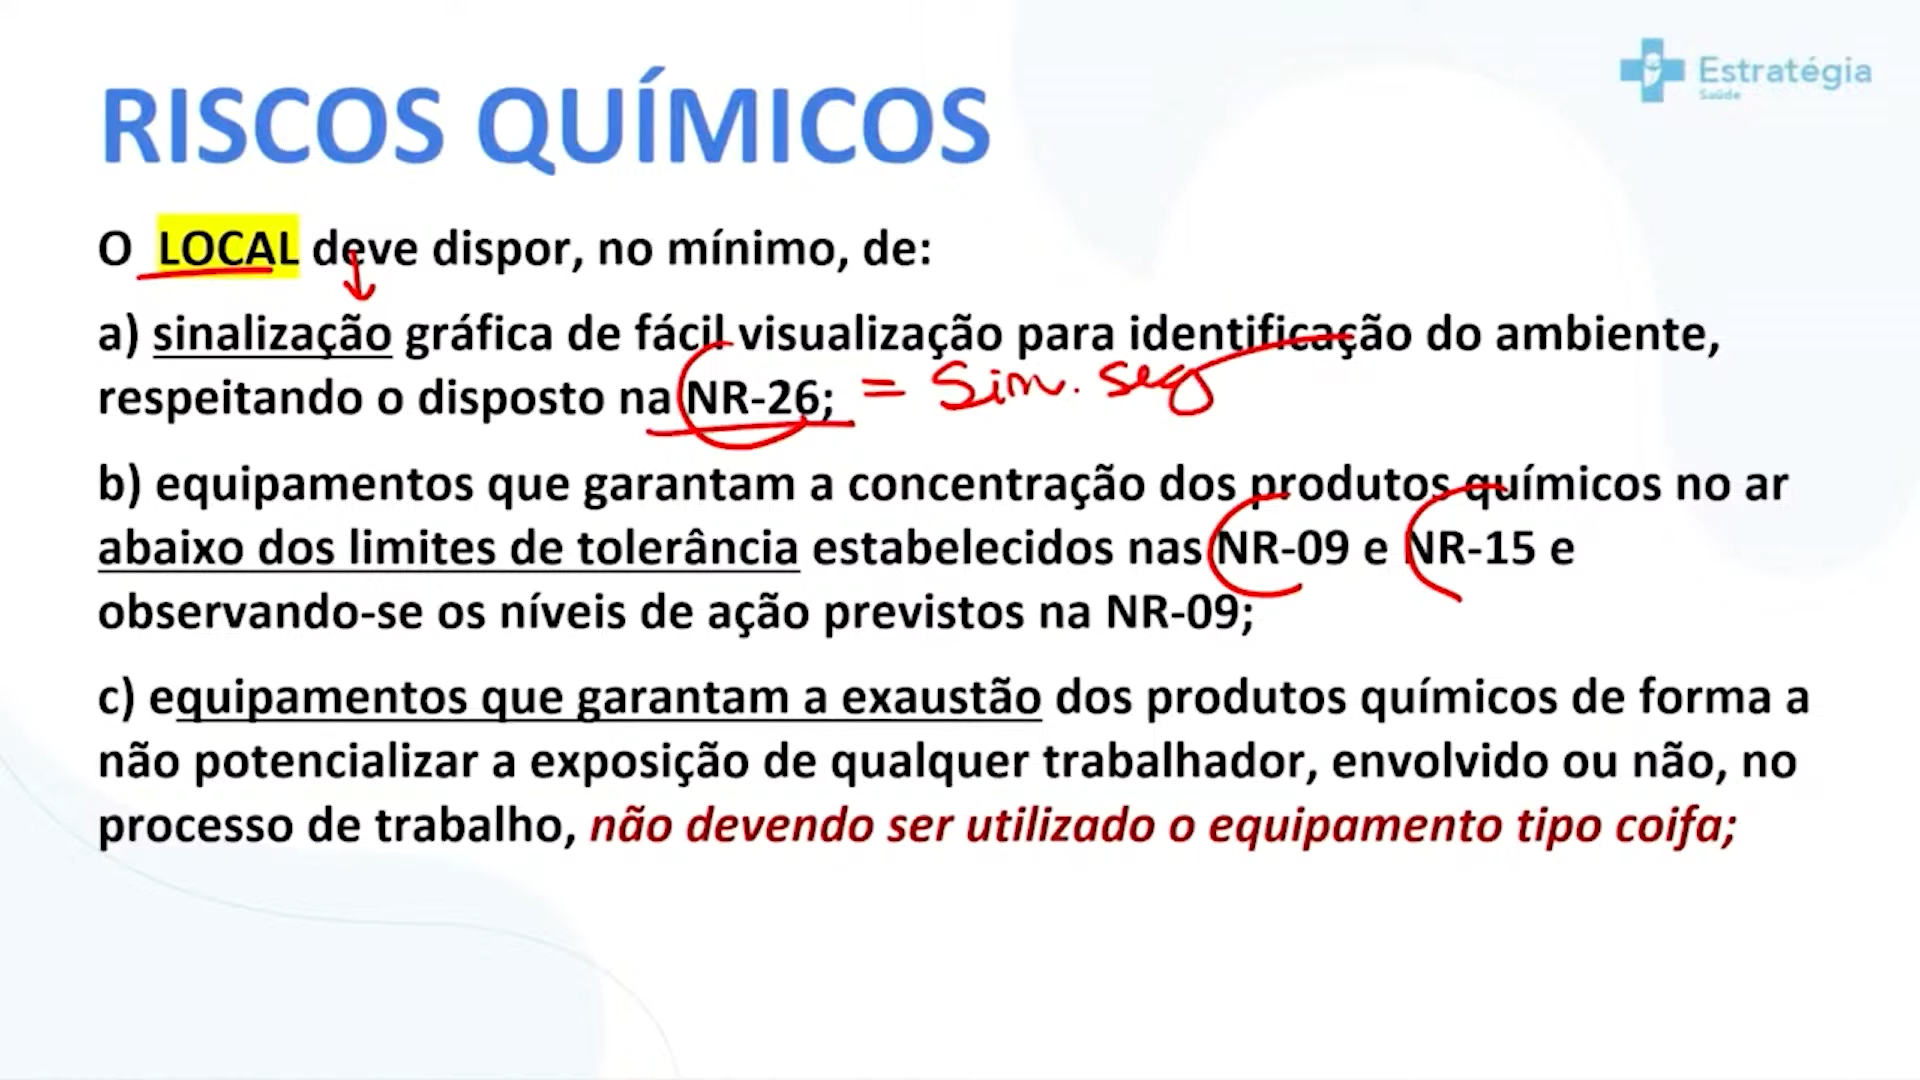 Estratégia
Saúde
RISCOS QUÍMICOS
O LOCAL deve dispor, no mínimo, de:
a) sinalização gráfica de fácil visualização para identificação do ambiente,
respeitando o disposto na NR-26; = Sin. seg
b) equipamentos que garantam a concentração dos produtos químicos no ar
abaixo dos limites de tolerância estabelecidos nas NR-09 e NR-15 e
observando-se os níveis de ação previstos na NR-09;
c) equipamentos que garantam a exaustão dos produtos químicos de forma a
não potencializar a exposição de qualquer trabalhador, envolvido ou não, no
processo de trabalho, não devendo ser utilizado o equipamento tipo coifa;